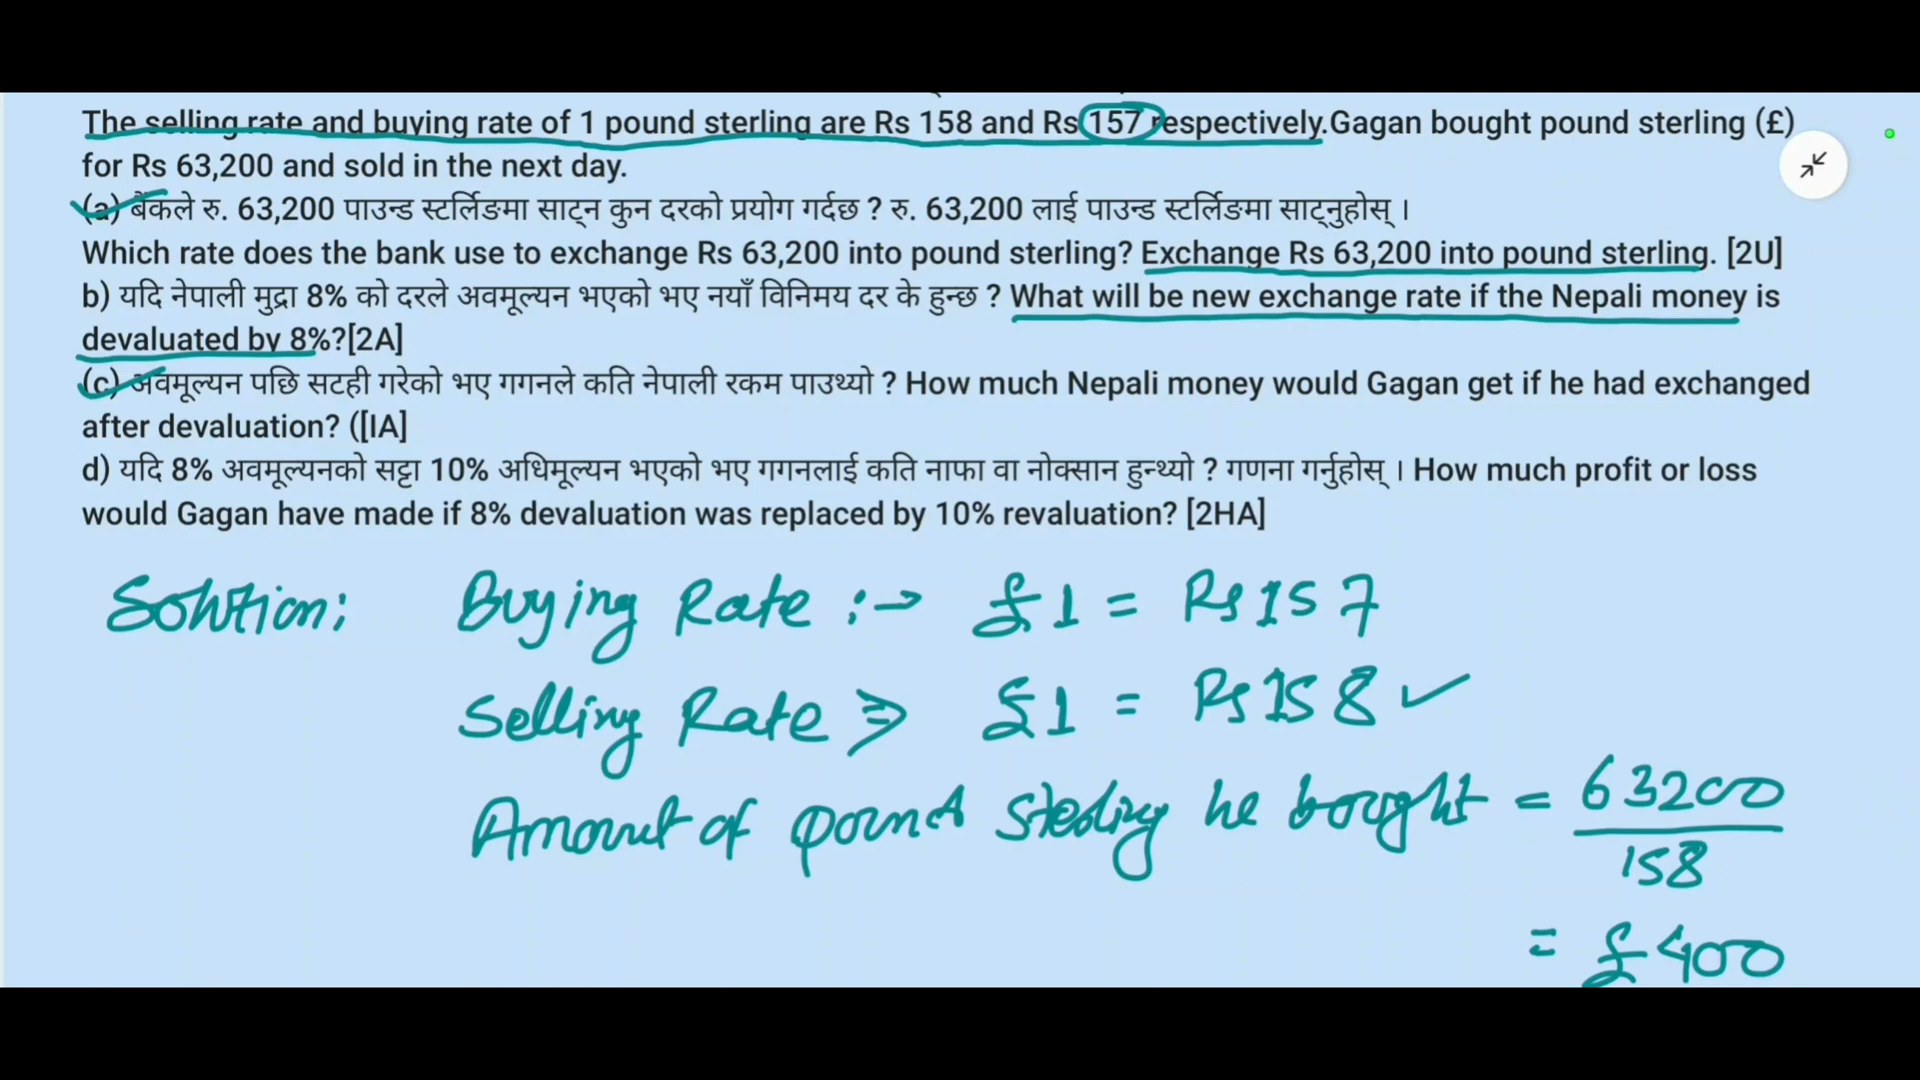 The selling rate and buying rate of 1 pound sterling are Rs 158 and Rs 157 respectively.Gagan bought pound sterling (£)
for Rs 63,200 and sold in the next day.
(a) बैंकले रु. 63,200 पाउन्ड स्टर्लिङमा साट्न कुन दरको प्रयोग गर्दछ ? रु. 63,200 लाई पाउन्ड स्टर्लिङमा साट्नुहोस् ।
Which rate does the bank use to exchange Rs 63,200 into pound sterling? Exchange Rs 63,200 into pound sterling. [2U]
b) यदि नेपाली मुद्रा 8% को दरले अवमूल्यन भएको भए नयाँ विनिमय दर के हुन्छ ? What will be new exchange rate if the Nepali money is
devaluated by 8%?[2A]
(c) अवमूल्यन पछि सटही गरेको भए गगनले कति नेपाली रकम पाउथ्यो ? How much Nepali money would Gagan get if he had exchanged
after devaluation? ([IA]
d) यदि 8% अवमूल्यनको सट्टा 10% अधिमूल्यन भएको भए गगनलाई कति नाफा वा नोक्सान हुन्थ्यो ? गणना गर्नुहोस् । How much profit or loss
would Gagan have made if 8% devaluation was replaced by 10% revaluation? [2HA]
Solution; Buying Rate :→ £1 = Rs 157
Selling Rate ⇒ £1 = Rs 158 ✓
Amount of pound sterling he bought = 63200
158
= £400